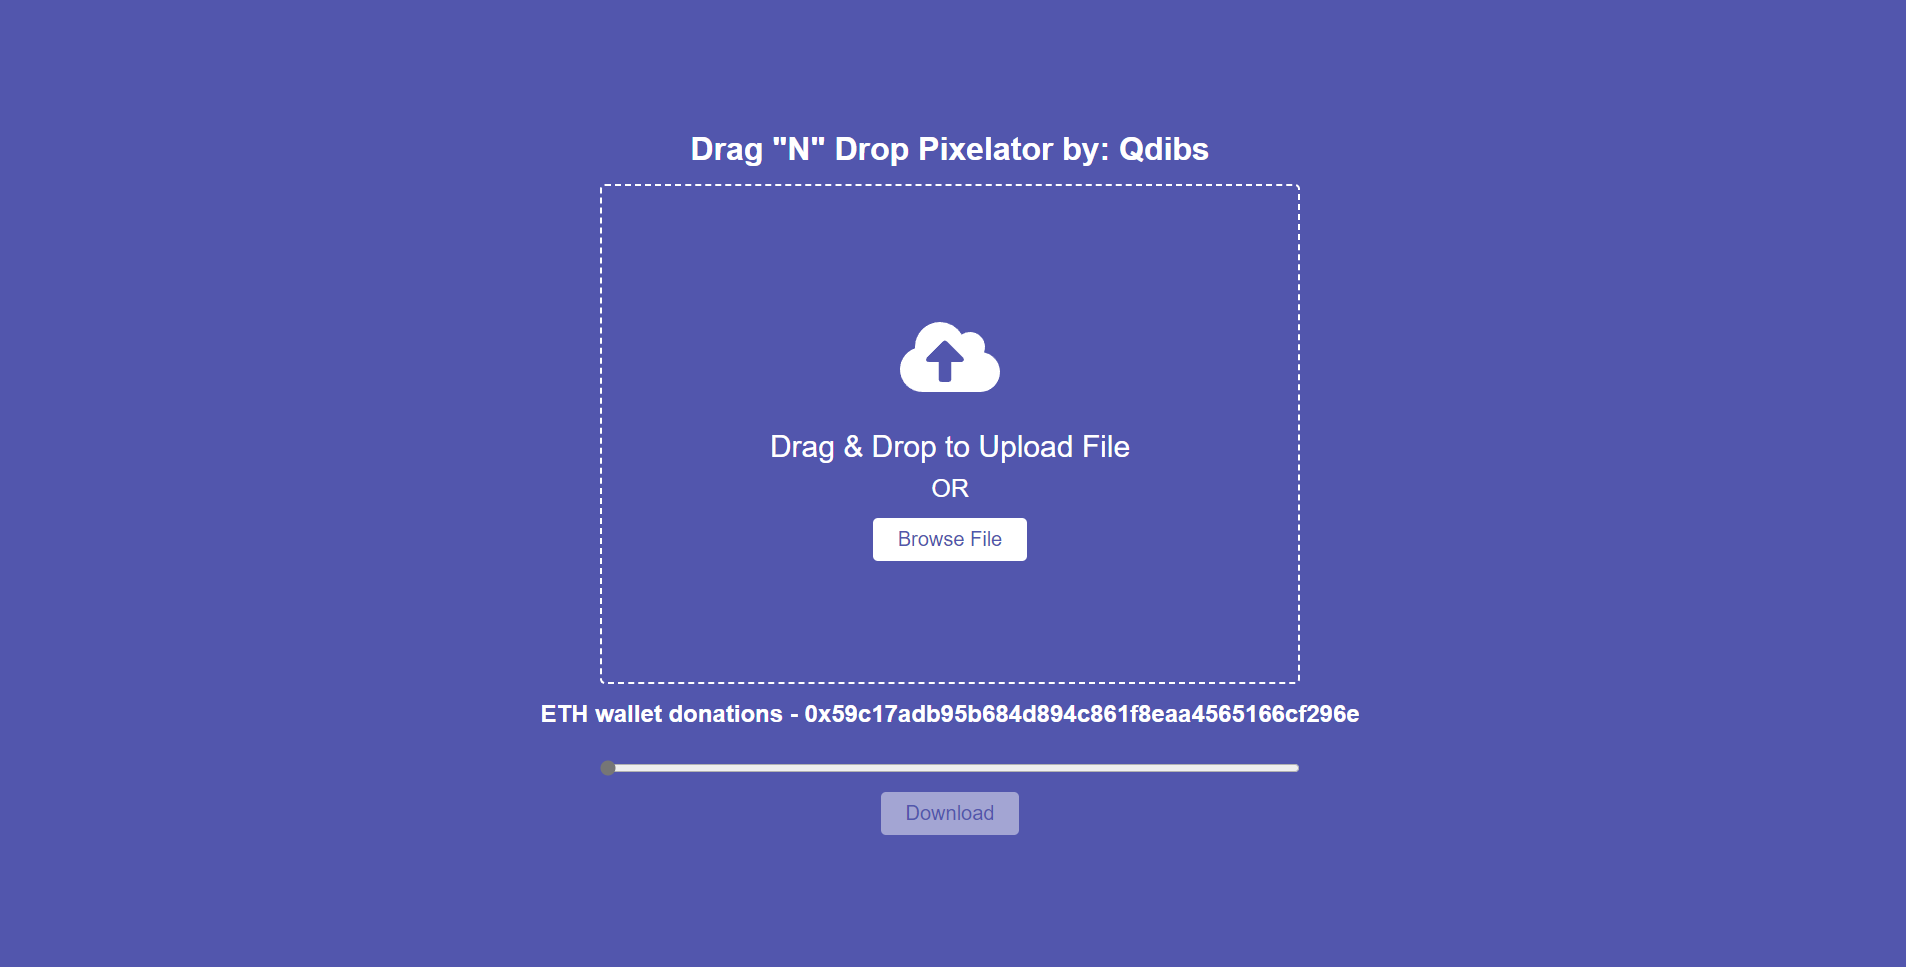 Drag "N" Drop Pixelator by: Qdibs
Drag & Drop to Upload File
OR
Browse File
ETH wallet donations - 0x59c17adb95b684d894c861f8eaa4565166cf296e
Download